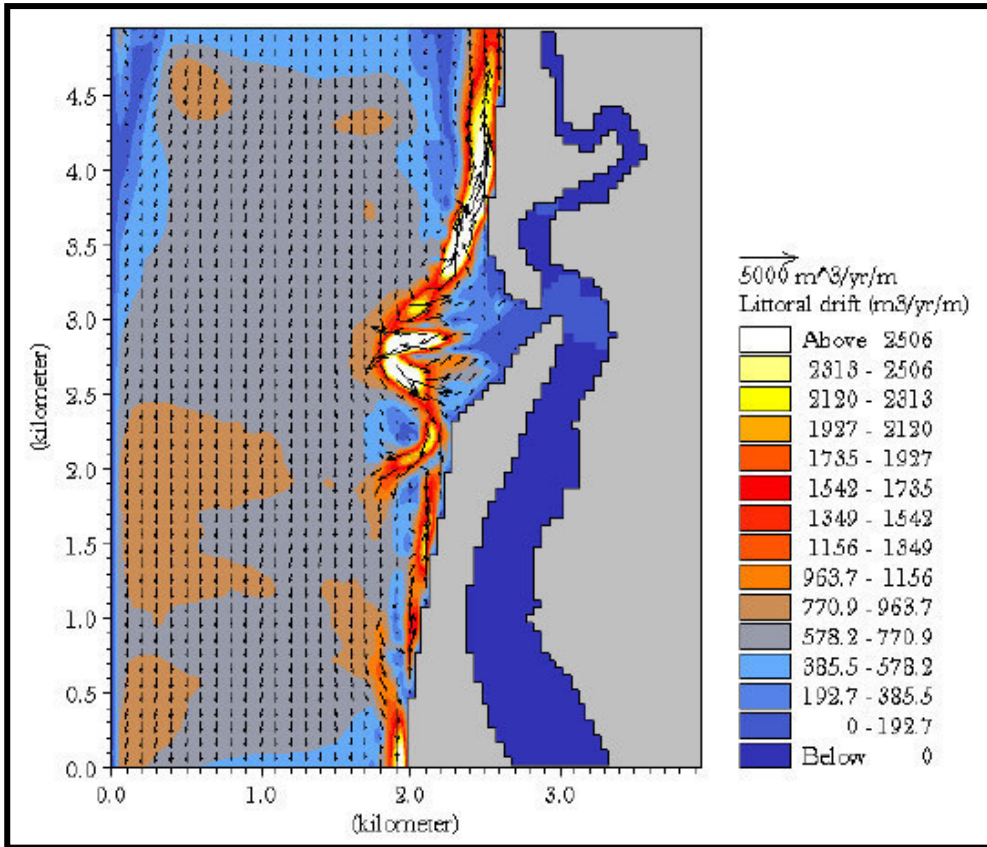 4.5
4.0
3.5
3.0
2.5
2.0
1.5
1.0
0.5
0.0
(kilometer)
0.0 1.0 2.0 3.0
(kilometer)
5000 m^3/yr/m
Littoral drift (m3/yr/m)
Above 2506
2313 - 2506
2120 - 2313
1927 - 2120
1735 - 1927
1542 - 1735
1349 - 1542
1156 - 1349
963.7 - 1156
770.9 - 963.7
578.2 - 770.9
385.5 - 578.2
192.7 - 385.5
0 - 192.7
Below 0